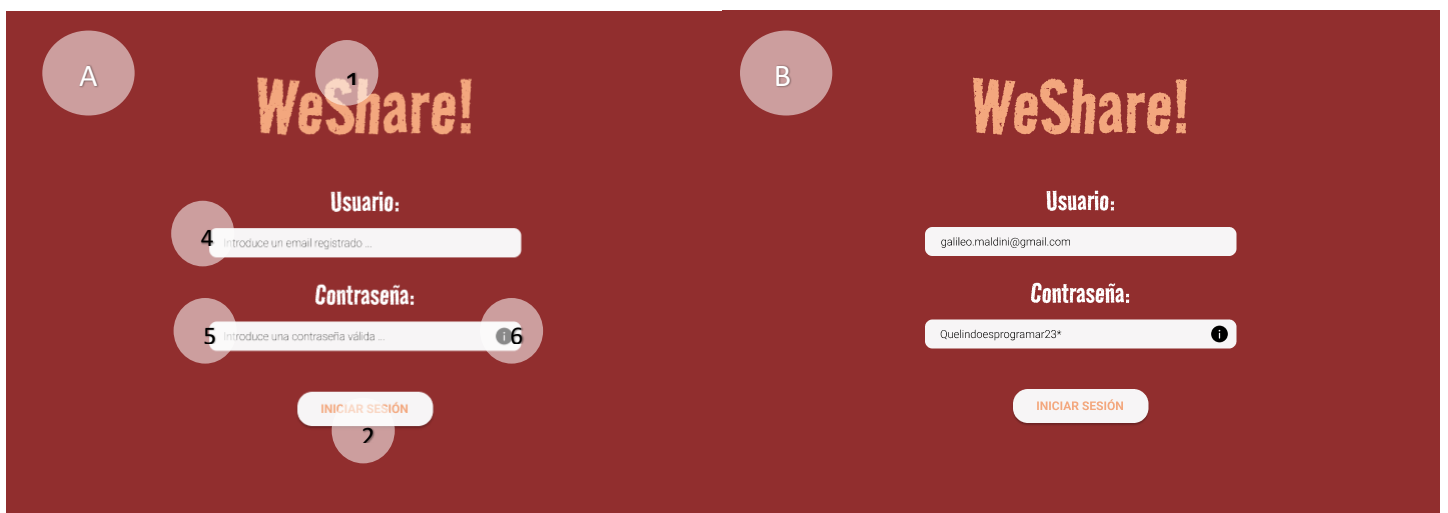 A
1
WeShare!
Usuario:
4
Introduce un email registrado ...
Contraseña:
5
Introduce una contraseña válida ...
i
6
INICIAR SESIÓN
2
B
WeShare!
Usuario:
galileo.maldini@gmail.com
Contraseña:
Quelindoesprogramar23*
i
INICIAR SESIÓN